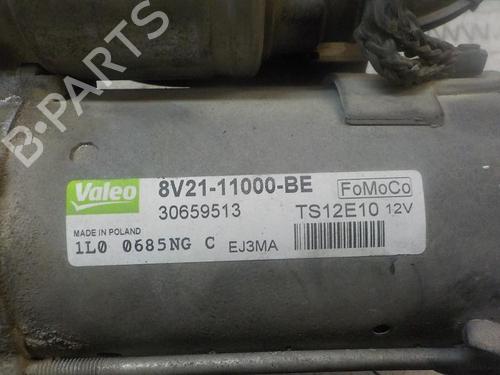 B-PARTS
Valeo
8V21-11000-BE
FoMoCo
30659513
TS12E10 12V
MADE IN POLAND
1L0 0685NG C
EJ3MA